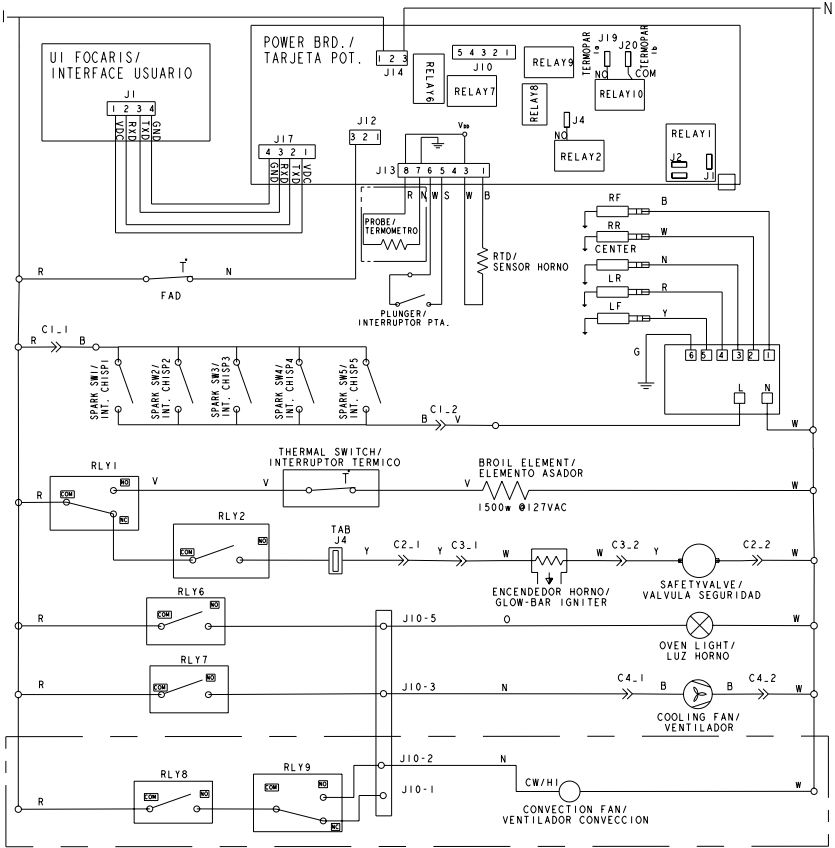 N
UI FOCARIS/
INTERFACE USUARIO
J1
1 2 3 4
VDC
RXD
TXD
GND
POWER BRD./
TARJETA POT.
1 2 3
J14
RELAY6
5 4 3 2 1
J10
RELAY7
RELAY9
RELAY8
TERMOPAR
1a
J19
J20
TERMOPAR
1b
NO
COM
RELAY10
J4
NO
RELAY2
RELAY1
J2
J1
J17
4 3 2 1
GND
RXD
TXD
VDC
J12
3 2 1
VDD
J13
8 7 6 5 4 3 1
R N W S W B
PROBE/
TERMOMETRO
RTD/
SENSOR HORNO
PLUNGER/
INTERRUPTOR PTA.
RF B
RR W
CENTER N
LR R
LF Y
G
6 5 4 3 2 1
L N
R T° N
FAD
R C1_1 B
SPARK SW1/
INT. CHISP1
SPARK SW2/
INT. CHISP2
SPARK SW3/
INT. CHISP3
SPARK SW4/
INT. CHISP4
SPARK SW5/
INT. CHISP5
C1_2
B V
W
RLY1
R COM NO NC
V
THERMAL SWITCH/
INTERRUPTOR TERMICO
V T° V
BROIL ELEMENT/
ELEMENTO ASADOR
1500w @127VAC
W
RLY2
COM NO
TAB
J4
Y C2_1 Y C3_1 W
ENCENDEDOR HORNO/
GLOW-BAR IGNITER
W C3_2 Y
SAFETYVALVE/
VALVULA SEGURIDAD
C2_2 W
RLY6
R COM NO
J10-5 O
OVEN LIGHT/
LUZ HORNO
W
RLY7
R COM NO
J10-3 N
C4_1 B
COOLING FAN/
VENTILADOR
B C4_2 W
RLY8
R COM NO
RLY9
COM NO NC
J10-2 N
J10-1
CW/HI
CONVECTION FAN/
VENTILADOR CONVECCION
W